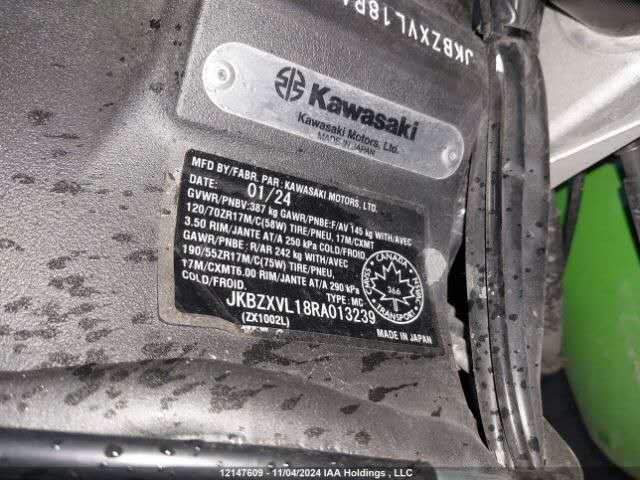 JKBZXVL18RA
Kawasaki
Kawasaki Motors, Ltd.
MADE IN JAPAN
MFD BY/FABR. PAR: KAWASAKI MOTORS, LTD.
DATE: 01/24
GVWR/PNBV:387 kg GAWR/PNBE:F/AV 145 kg WITH/AVEC
120/70ZR17M/C(58W) TIRE/PNEU, 17M/CXMT
3.50 RIM/JANTE AT/A 250 kPa COLD/FROID.
GAWR/PNBE : R/AR 242 kg WITH/AVEC
190/55ZR17M/C(75W) TIRE/PNEU,
17M/CXMT6.00 RIM/JANTE AT/A 290 kPa
COLD/FROID. TYPE: MC
JKBZXVL18RA013239
(ZX1002L)
MADE IN JAPAN
CANADA
366
TRANSPORT
12147609 - 11/04/2024 IAA Holdings , LLC